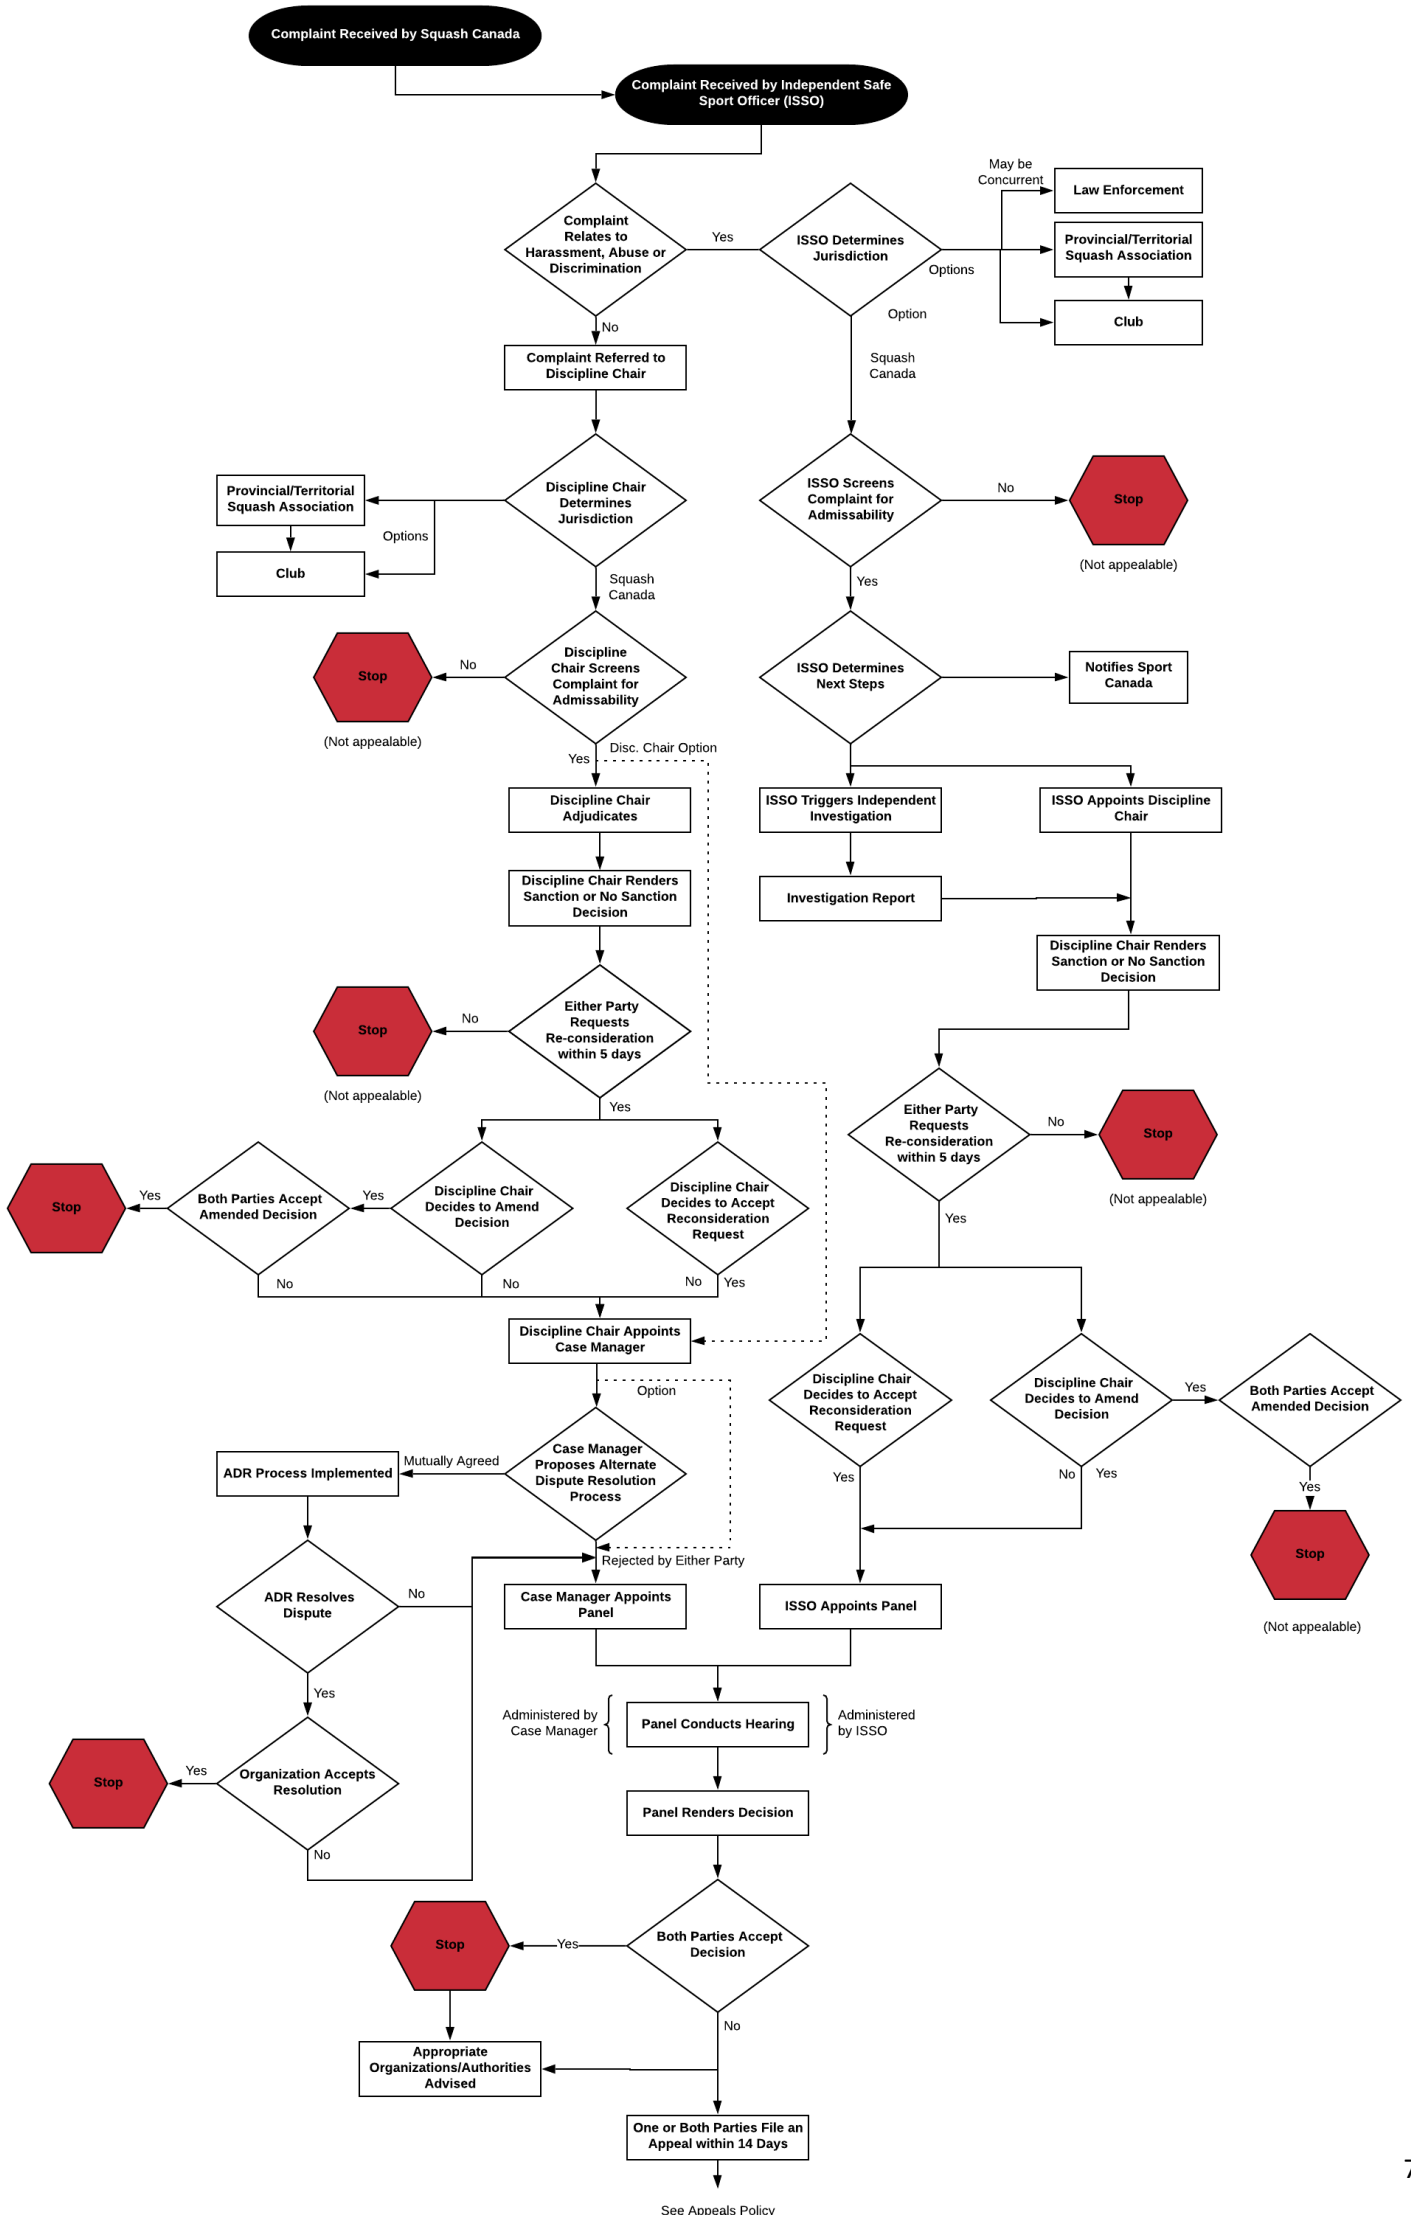 Complaint Received by Squash Canada
Complaint Received by Independent Safe
Sport Officer (ISSO)
May be
Concurrent
Law Enforcement
Complaint
Relates to
Harassment, Abuse or
Discrimination
Yes
ISSO Determines
Jurisdiction
Options
Provincial/Territorial
Squash Association
Club
Option
No
Squash
Canada
Complaint Referred to
Discipline Chair
Provincial/Territorial
Squash Association
Options
Club
Discipline Chair
Determines
Jurisdiction
ISSO Screens
Complaint for
Admissability
No
Stop
(Not appealable)
Squash
Canada
Yes
Stop
(Not appealable)
No
Discipline
Chair Screens
Complaint for
Admissability
ISSO Determines
Next Steps
Notifies Sport
Canada
Yes
Disc. Chair Option
Discipline Chair
Adjudicates
ISSO Triggers Independent
Investigation
ISSO Appoints Discipline
Chair
Discipline Chair Renders
Sanction or No Sanction
Decision
Investigation Report
Discipline Chair Renders
Sanction or No Sanction
Decision
Stop
(Not appealable)
No
Either Party
Requests
Re-consideration
within 5 days
Yes
Either Party
Requests
Re-consideration
within 5 days
No
Stop
(Not appealable)
Yes
Stop
Yes
Both Parties Accept
Amended Decision
Yes
Discipline Chair
Decides to Amend
Decision
Discipline Chair
Decides to Accept
Reconsideration
Request
No
No
No
Yes
Discipline Chair Appoints
Case Manager
Option
Discipline Chair
Decides to Accept
Reconsideration
Request
Discipline Chair
Decides to Amend
Decision
Yes
Both Parties Accept
Amended Decision
Yes
No
Yes
Yes
Stop
(Not appealable)
ADR Process Implemented
Mutually Agreed
Case Manager
Proposes Alternate
Dispute Resolution
Process
Rejected by Either Party
ADR Resolves
Dispute
No
Case Manager Appoints
Panel
ISSO Appoints Panel
Yes
Administered by
Case Manager
Panel Conducts Hearing
Administered
by ISSO
Stop
Yes
Organization Accepts
Resolution
No
Panel Renders Decision
Stop
Yes
Both Parties Accept
Decision
No
Appropriate
Organizations/Authorities
Advised
One or Both Parties File an
Appeal within 14 Days
See Appeals Policy
7